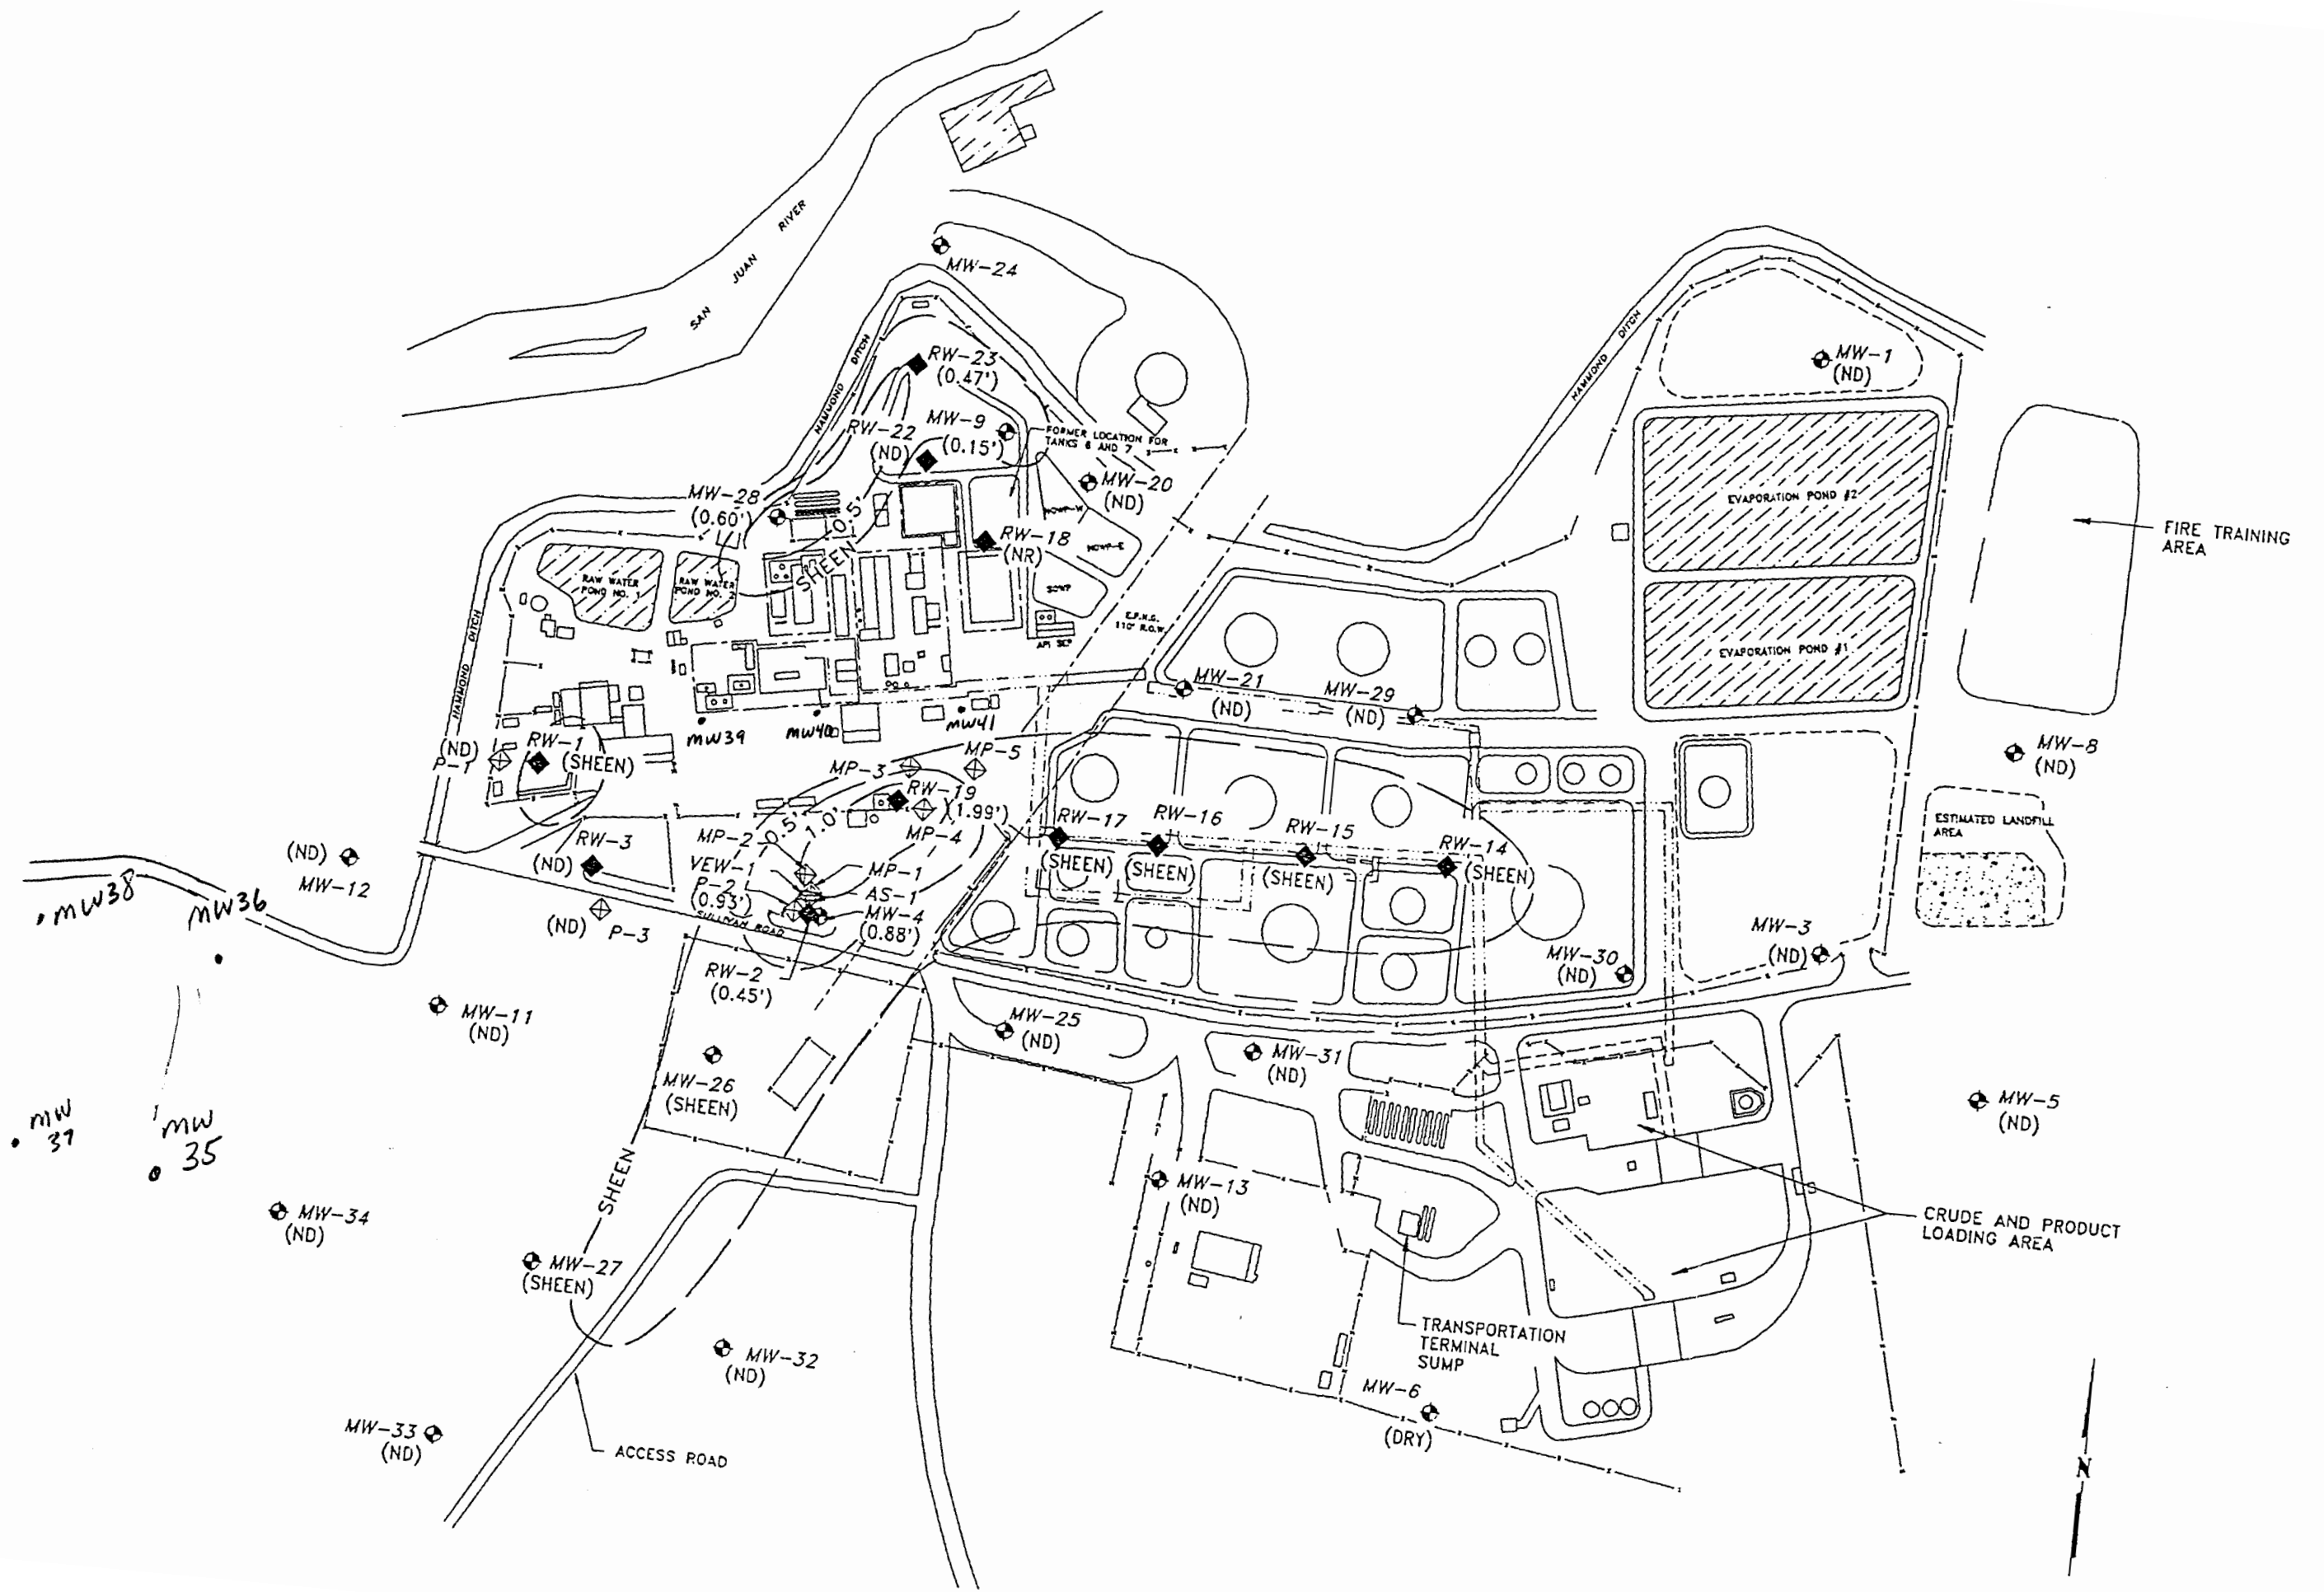 SAN JUAN RIVER
MW-24
HAMMOND DITCH
RW-23
(0.47')
MW-9
(0.15')
RW-22
(ND)
FORMER LOCATION FOR
TANKS 6 AND 7
MW-20
(ND)
MW-28
(0.60')
0.5'
SHEEN
RW-18
(NR)
NOWP-W
NOWP-E
SOWP
API SEP
E.P.N.G.
110' R.O.W.
RAW WATER
POND NO. 1
RAW WATER
POND NO. 2
HAMMOND DITCH
HAMMOND DITCH
MW-1
(ND)
EVAPORATION POND #2
EVAPORATION POND #1
FIRE TRAINING
AREA
MW-21
(ND)
MW-29
(ND)
MW-8
(ND)
ESTIMATED LANDFILL
AREA
MW39
MW40
MW41
(ND)
P-1
RW-1
(SHEEN)
MP-3
MP-5
RW-19
(1.99')
MP-4
0.5'
1.0'
MP-2
VEW-1
P-2
(0.93')
MP-1
AS-1
MW-4
(0.88')
SULLIVAN ROAD
RW-2
(0.45')
RW-3
(ND)
(ND) P-3
RW-17
(SHEEN)
RW-16
(SHEEN)
RW-15
(SHEEN)
RW-14
(SHEEN)
(ND)
MW-12
MW38
MW36
MW-11
(ND)
MW
37
MW
35
MW-34
(ND)
MW-26
(SHEEN)
SHEEN
MW-27
(SHEEN)
MW-32
(ND)
MW-33
(ND)
ACCESS ROAD
MW-25
(ND)
MW-31
(ND)
MW-30
(ND)
MW-3
(ND)
MW-5
(ND)
MW-13
(ND)
CRUDE AND PRODUCT
LOADING AREA
TRANSPORTATION
TERMINAL
SUMP
MW-6
(DRY)
N